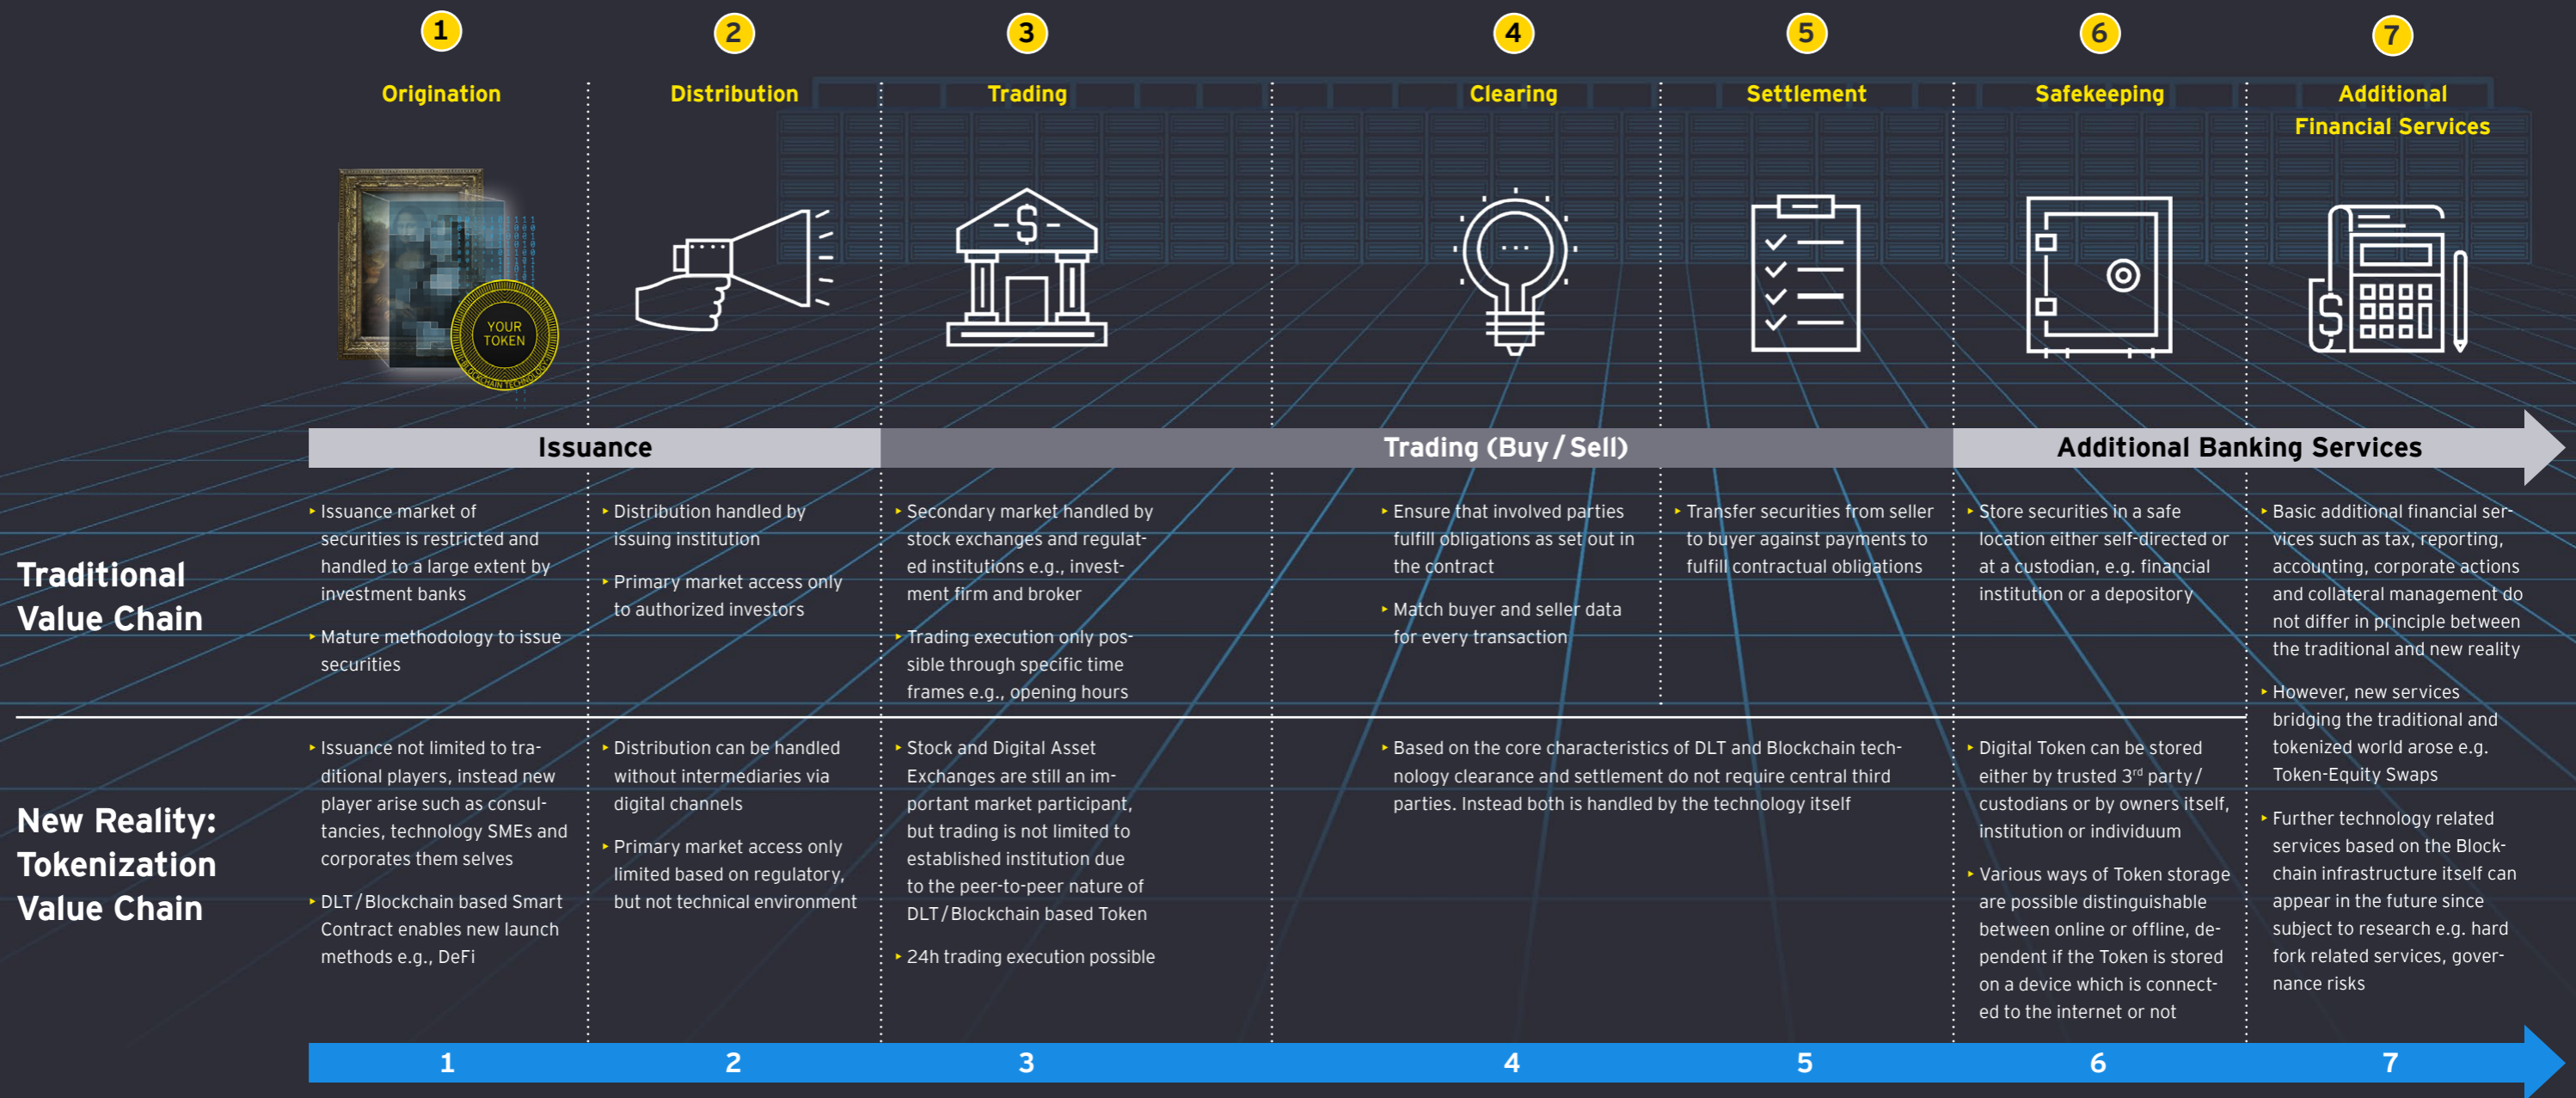 1
2
3
4
5
6
7
Origination
Distribution
Trading
Clearing
Settlement
Safekeeping
Additional
Financial Services
YOUR
TOKEN
BLOCKCHAIN TECHNOLOGY
Issuance
Trading (Buy / Sell)
Additional Banking Services
Traditional
Value Chain
‣ Issuance market of
securities is restricted and
handled to a large extent by
investment banks
‣ Mature methodology to issue
securities
‣ Distribution handled by
issuing institution
‣ Primary market access only
to authorized investors
‣ Secondary market handled by
stock exchanges and regulat-
ed institutions e.g., invest-
ment firm and broker
‣ Trading execution only pos-
sible through specific time
frames e.g., opening hours
‣ Ensure that involved parties
fulfill obligations as set out in
the contract
‣ Match buyer and seller data
for every transaction
‣ Transfer securities from seller
to buyer against payments to
fulfill contractual obligations
‣ Store securities in a safe
location either self-directed or
at a custodian, e.g. financial
institution or a depository
‣ Basic additional financial ser-
vices such as tax, reporting,
accounting, corporate actions
and collateral management do
not differ in principle between
the traditional and new reality
‣ However, new services
bridging the traditional and
tokenized world arose e.g.
Token-Equity Swaps
‣ Further technology related
services based on the Block-
chain infrastructure itself can
appear in the future since
subject to research e.g. hard
fork related services, gover-
nance risks
New Reality:
Tokenization
Value Chain
‣ Issuance not limited to tra-
ditional players, instead new
player arise such as consul-
tancies, technology SMEs and
corporates them selves
‣ DLT / Blockchain based Smart
Contract enables new launch
methods e.g., DeFi
‣ Distribution can be handled
without intermediaries via
digital channels
‣ Primary market access only
limited based on regulatory,
but not technical environment
‣ Stock and Digital Asset
Exchanges are still an im-
portant market participant,
but trading is not limited to
established institution due
to the peer-to-peer nature of
DLT / Blockchain based Token
‣ 24h trading execution possible
‣ Based on the core characteristics of DLT and Blockchain tech-
nology clearance and settlement do not require central third
parties. Instead both is handled by the technology itself
‣ Digital Token can be stored
either by trusted 3rd party /
custodians or by owners itself,
institution or individuum
‣ Various ways of Token storage
are possible distinguishable
between online or offline, de-
pendent if the Token is stored
on a device which is connect-
ed to the internet or not
1
2
3
4
5
6
7